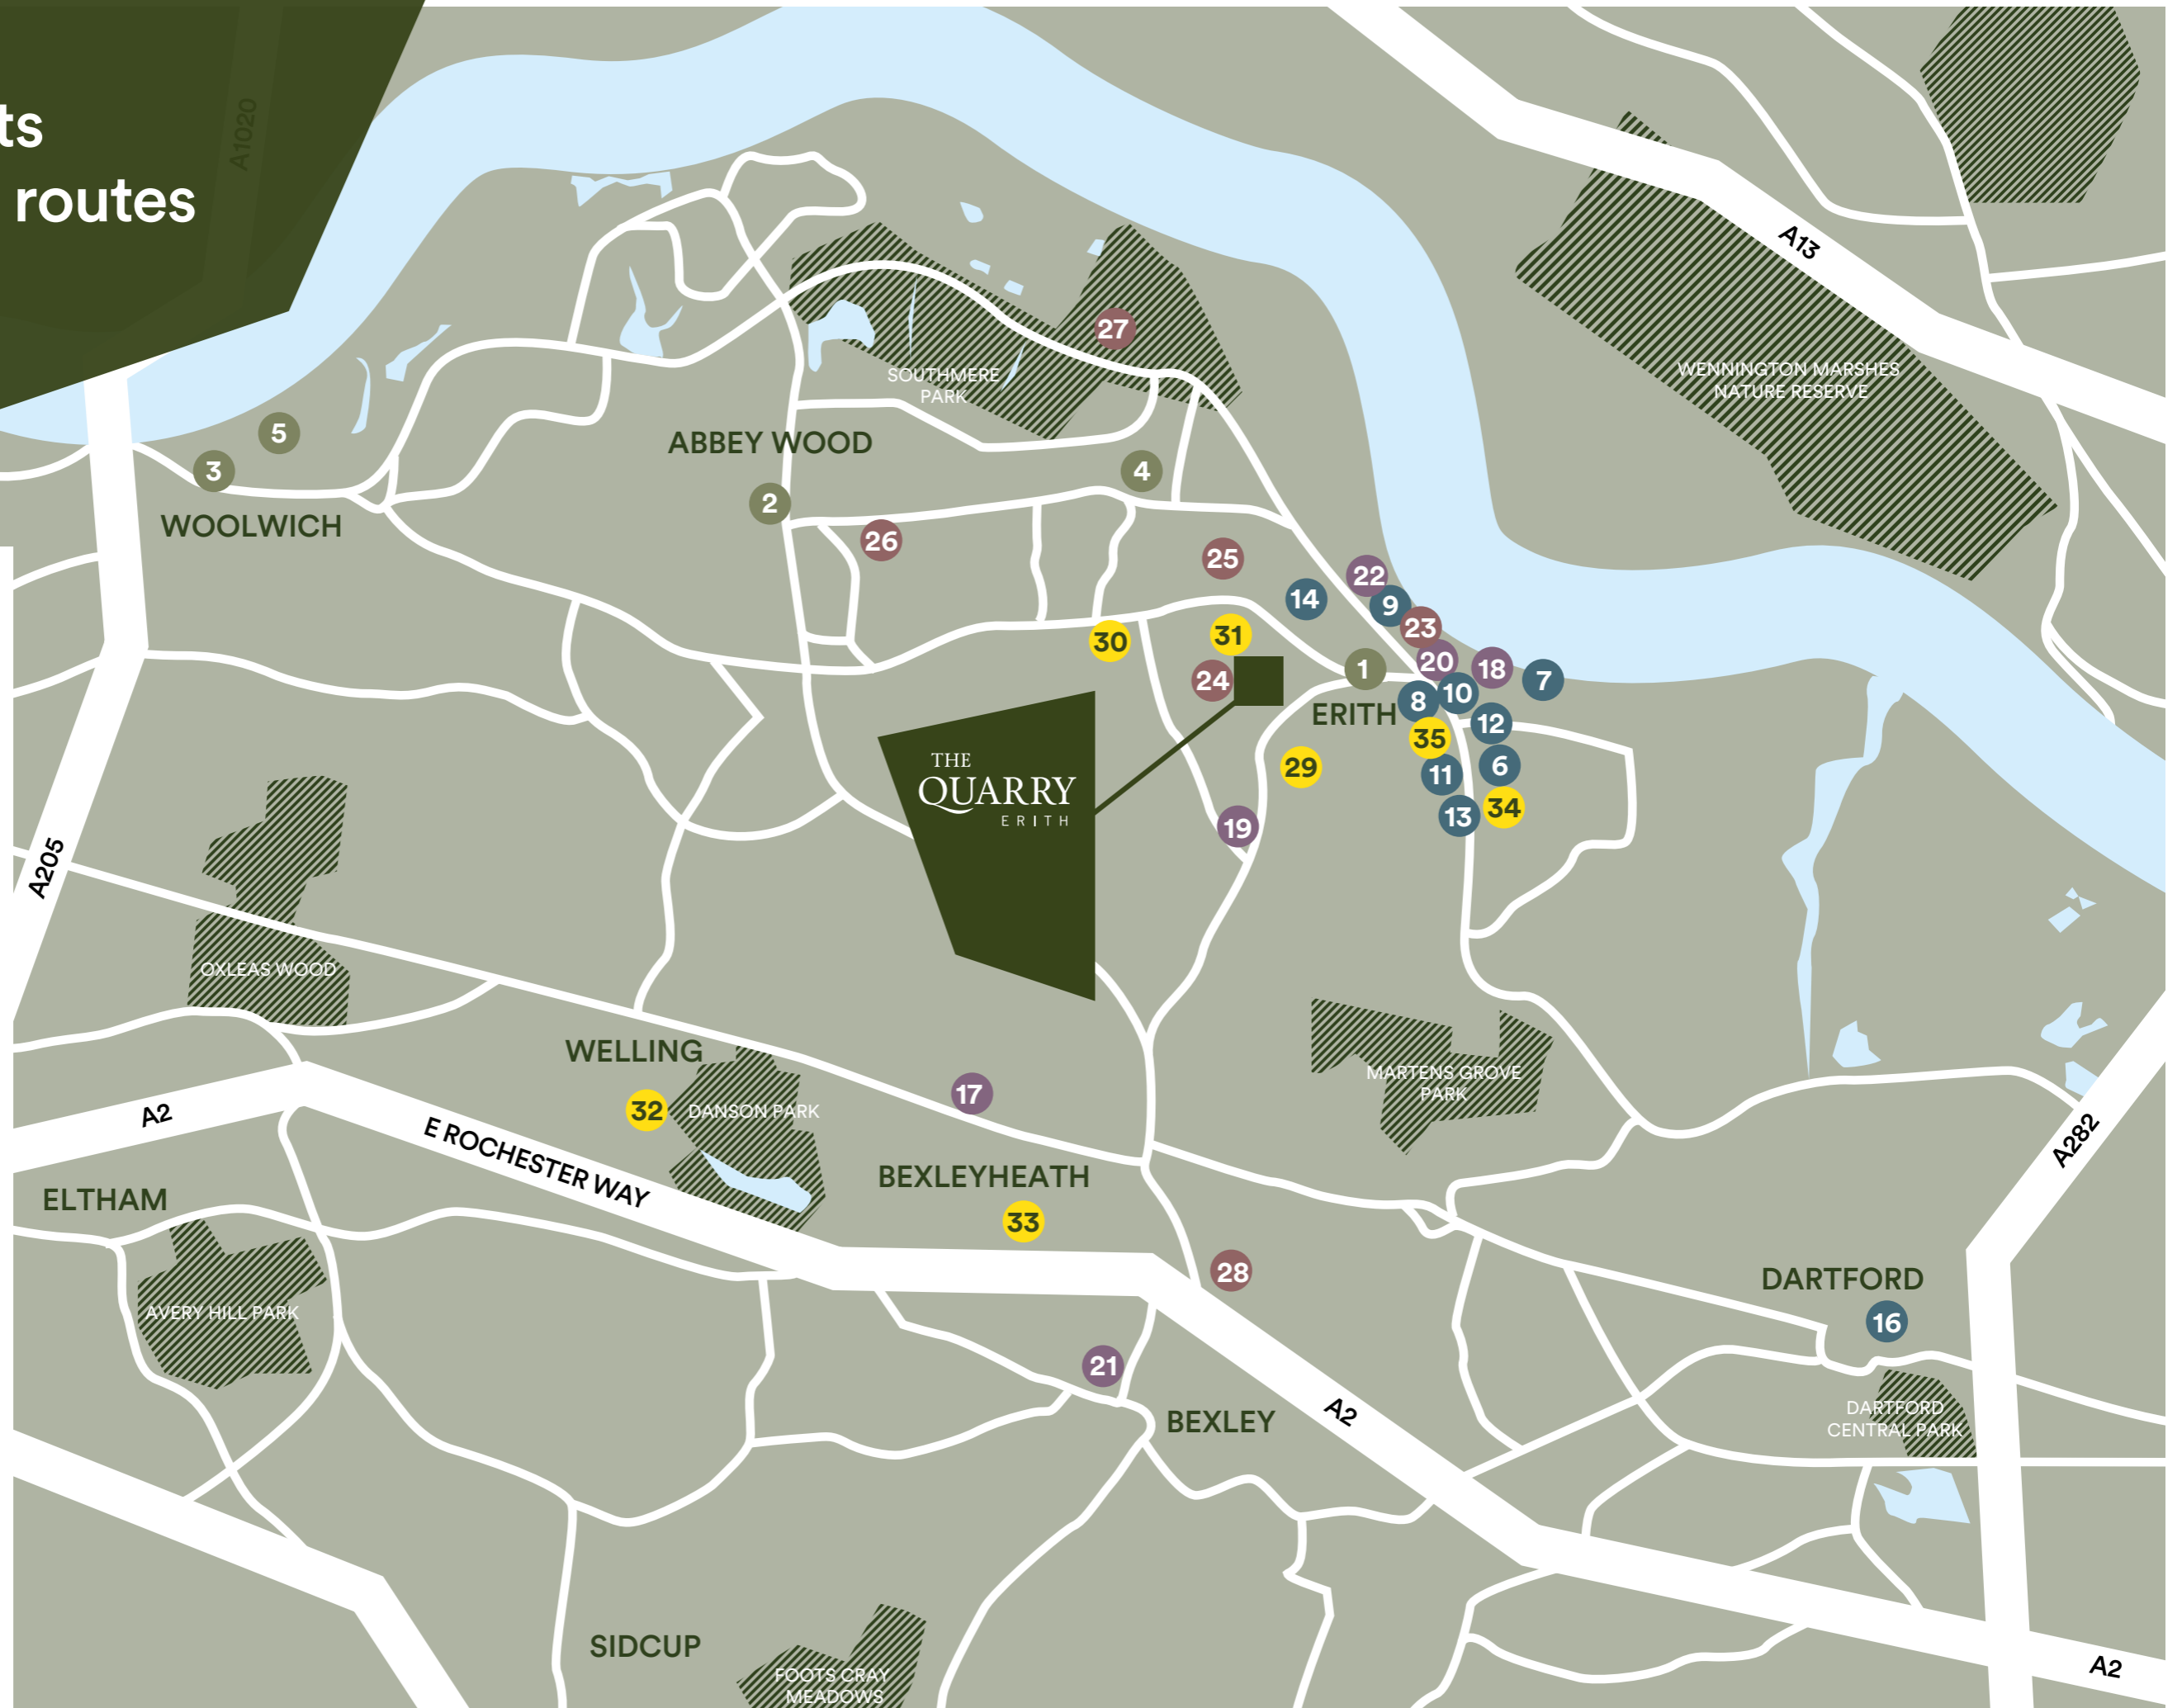 ts
routes
A1020
A13
WENNINGTON MARSHES
NATURE RESERVE
27
SOUTHMERE
PARK
5
3
ABBEY WOOD
4
2
WOOLWICH
26
25
22
14
9
23
30
31
20
18
1
24
7
10
8
ERITH
12
35
29
6
11
34
13
19
THE
QUARRY
ERITH
A205
OXLEAS WOOD
WELLING
MARTENS GROVE
PARK
17
32
DANSON PARK
A2
E ROCHESTER WAY
A282
BEXLEYHEATH
ELTHAM
33
28
DARTFORD
AVERY HILL PARK
16
21
A2
BEXLEY
DARTFORD
CENTRAL PARK
SIDCUP
FOOTS CRAY
MEADOWS
A2